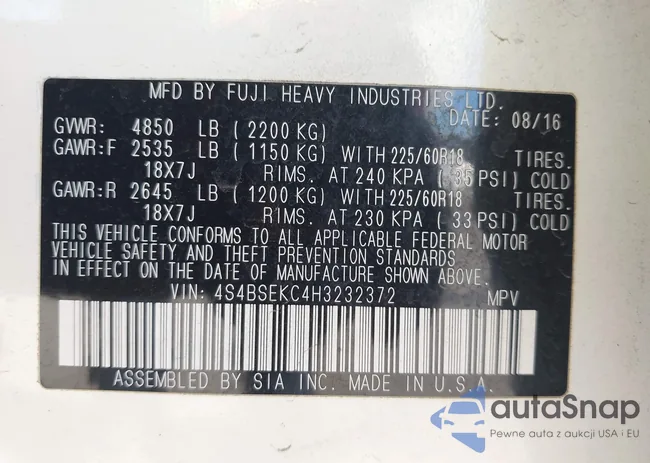 MFD BY FUJI HEAVY INDUSTRIES LTD.
DATE: 08/16
GVWR: 4850 LB (2200 KG)
GAWR:F 2535 LB (1150 KG) WITH 225/60R18 TIRES.
18X7J RIMS. AT 240 KPA ( 35 PSI) COLD
GAWR:R 2645 LB (1200 KG) WITH 225/60R18 TIRES.
18X7J RIMS. AT 230 KPA ( 33 PSI) COLD
THIS VEHICLE CONFORMS TO ALL APPLICABLE FEDERAL MOTOR
VEHICLE SAFETY AND THEFT PREVENTION STANDARDS IN EFFECT ON THE
DATE OF MANUFACTURE SHOWN ABOVE.
VIN: 4S4BSEKC4H3232372 MPV
ASSEMBLED BY SIA INC. MADE IN U.S.A.
autaSnap
Pewne auta z aukcji USA i EU